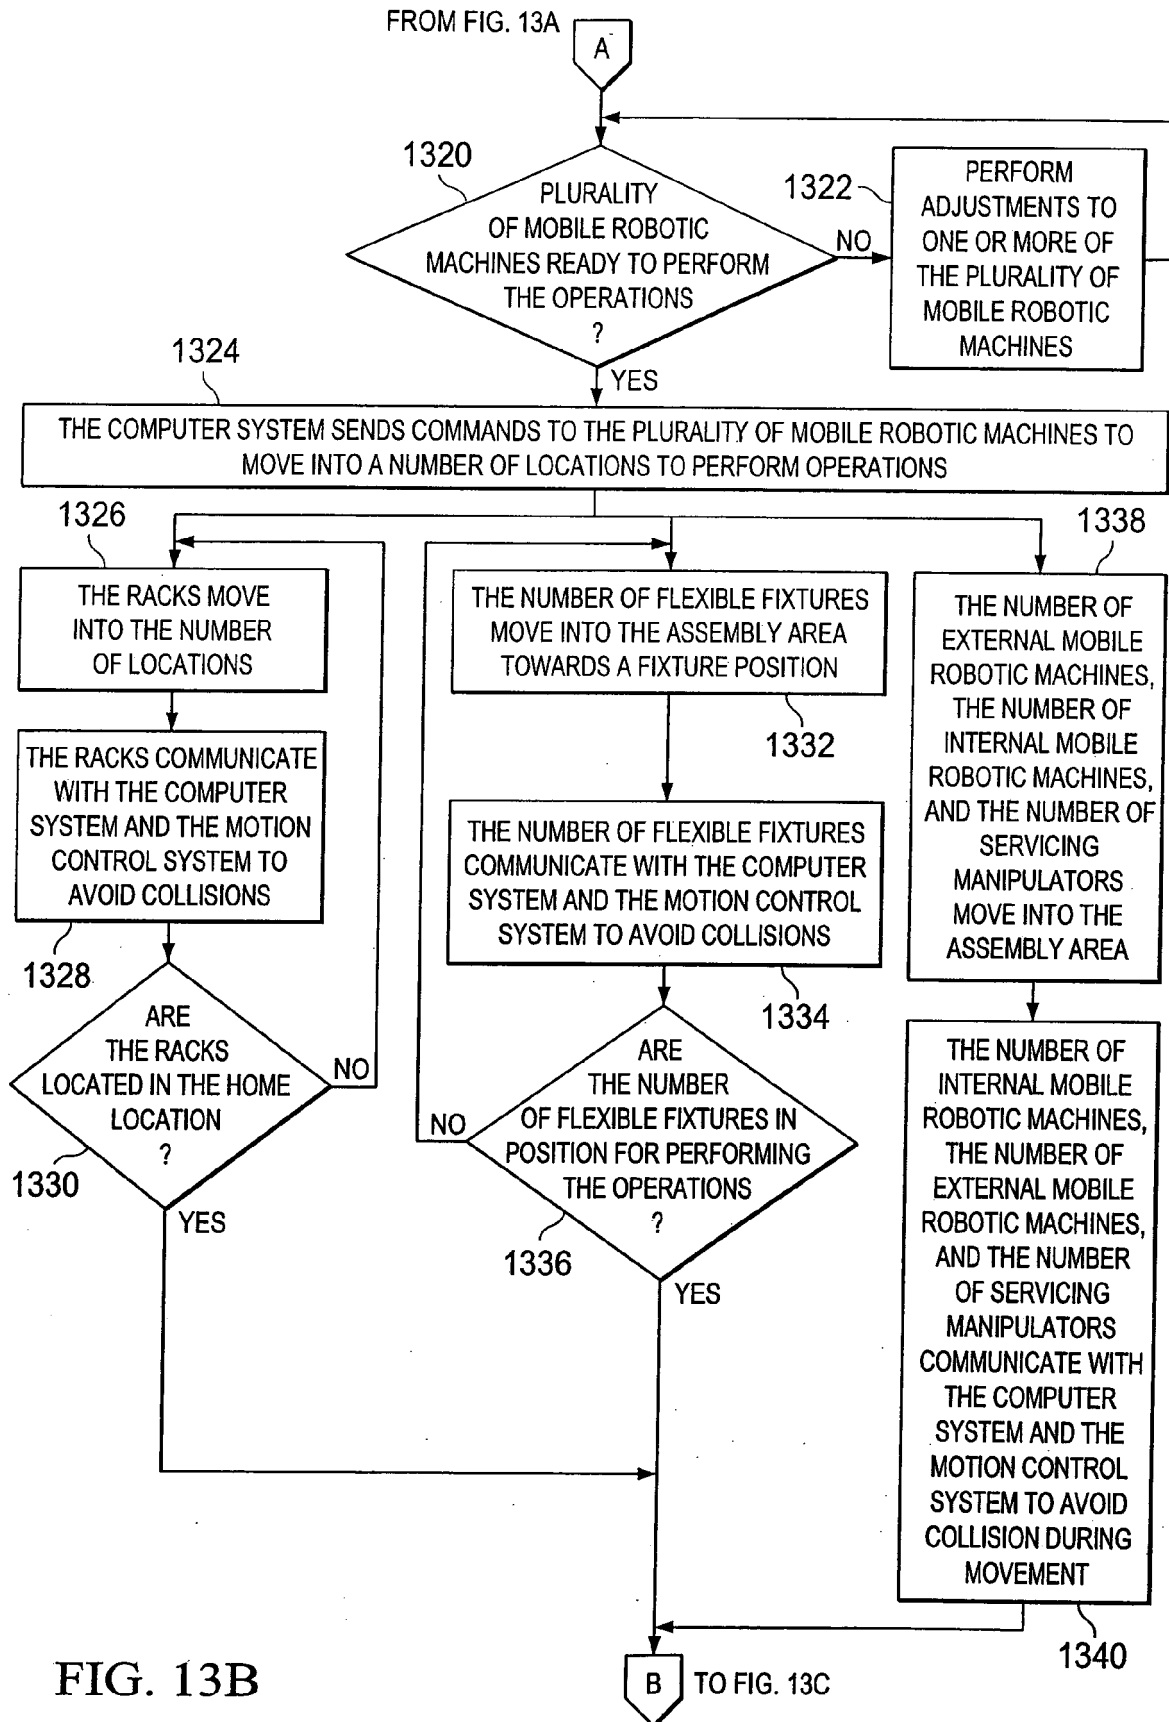 FROM FIG. 13A
A
1320
PLURALITY
OF MOBILE ROBOTIC
MACHINES READY TO PERFORM
THE OPERATIONS
?
NO
YES
1322
PERFORM
ADJUSTMENTS TO
ONE OR MORE OF
THE PLURALITY OF
MOBILE ROBOTIC
MACHINES
1324
THE COMPUTER SYSTEM SENDS COMMANDS TO THE PLURALITY OF MOBILE ROBOTIC MACHINES TO
MOVE INTO A NUMBER OF LOCATIONS TO PERFORM OPERATIONS
1326
THE RACKS MOVE
INTO THE NUMBER
OF LOCATIONS
THE RACKS COMMUNICATE
WITH THE COMPUTER
SYSTEM AND THE MOTION
CONTROL SYSTEM TO
AVOID COLLISIONS
1328
ARE
THE RACKS
LOCATED IN THE HOME
LOCATION
?
NO
1330
YES
THE NUMBER OF FLEXIBLE FIXTURES
MOVE INTO THE ASSEMBLY AREA
TOWARDS A FIXTURE POSITION
1332
THE NUMBER OF FLEXIBLE FIXTURES
COMMUNICATE WITH THE COMPUTER
SYSTEM AND THE MOTION CONTROL
SYSTEM TO AVOID COLLISIONS
1334
ARE
THE NUMBER
OF FLEXIBLE FIXTURES IN
POSITION FOR PERFORMING
THE OPERATIONS
?
NO
1336
YES
1338
THE NUMBER OF
EXTERNAL MOBILE
ROBOTIC MACHINES,
THE NUMBER OF
INTERNAL MOBILE
ROBOTIC MACHINES,
AND THE NUMBER OF
SERVICING
MANIPULATORS
MOVE INTO THE
ASSEMBLY AREA
THE NUMBER OF
INTERNAL MOBILE
ROBOTIC MACHINES,
THE NUMBER OF
EXTERNAL MOBILE
ROBOTIC MACHINES,
AND THE NUMBER
OF SERVICING
MANIPULATORS
COMMUNICATE WITH
THE COMPUTER
SYSTEM AND THE
MOTION CONTROL
SYSTEM TO AVOID
COLLISION DURING
MOVEMENT
1340
B
TO FIG. 13C
FIG. 13B